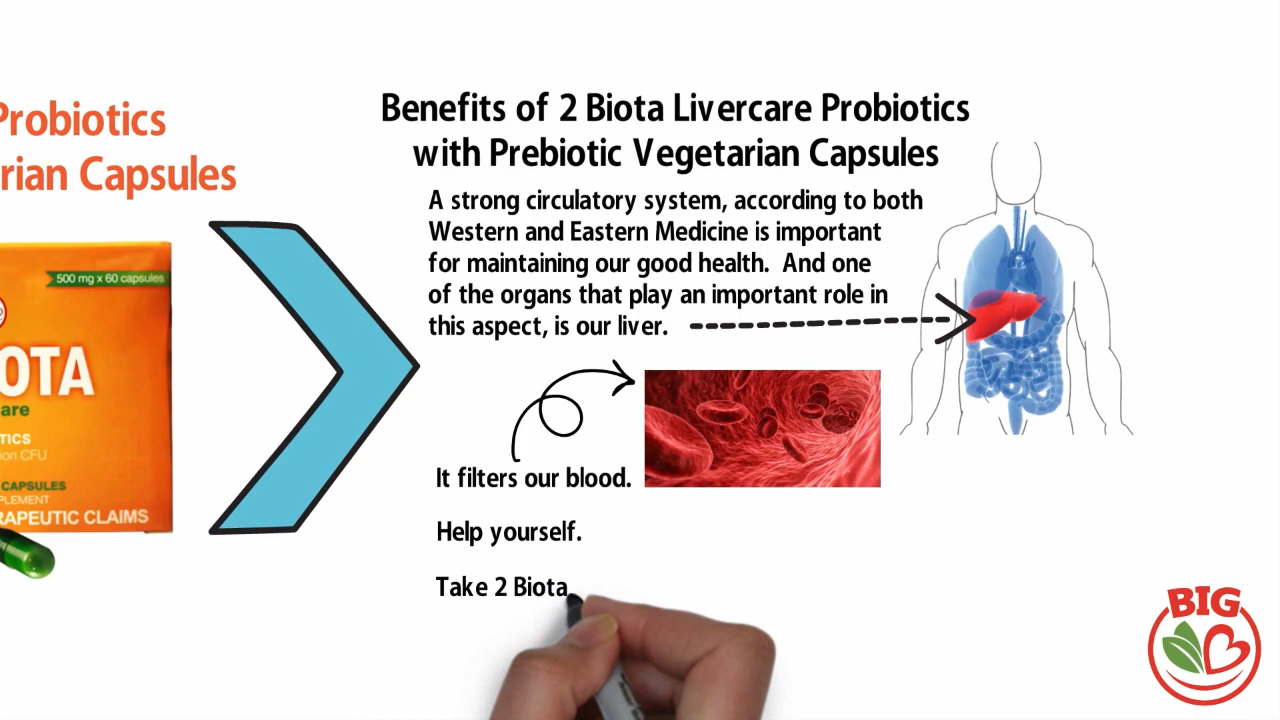 Probiotics
rian Capsules
500 mg x 60 capsules
OTA
are
TICS
ion CFU
CAPSULES
PLEMENT
RAPEUTIC CLAIMS
Benefits of 2 Biota Livercare Probiotics
with Prebiotic Vegetarian Capsules
A strong circulatory system, according to both
Western and Eastern Medicine is important
for maintaining our good health. And one
of the organs that play an important role in
this aspect, is our liver.
It filters our blood.
Help yourself.
Take 2 Biota
BIG